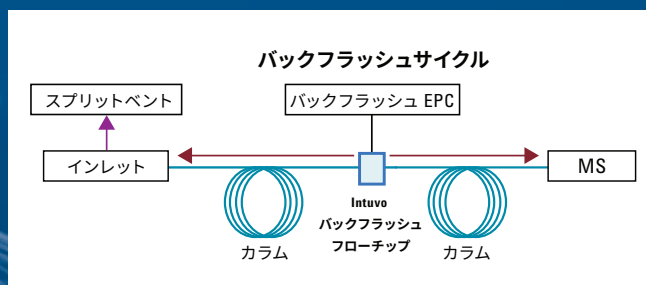 バックフラッシュサイクル
スプリットベント
バックフラッシュ EPC
インレット
MS
Intuvo
バックフラッシュ
フローチップ
カラム
カラム